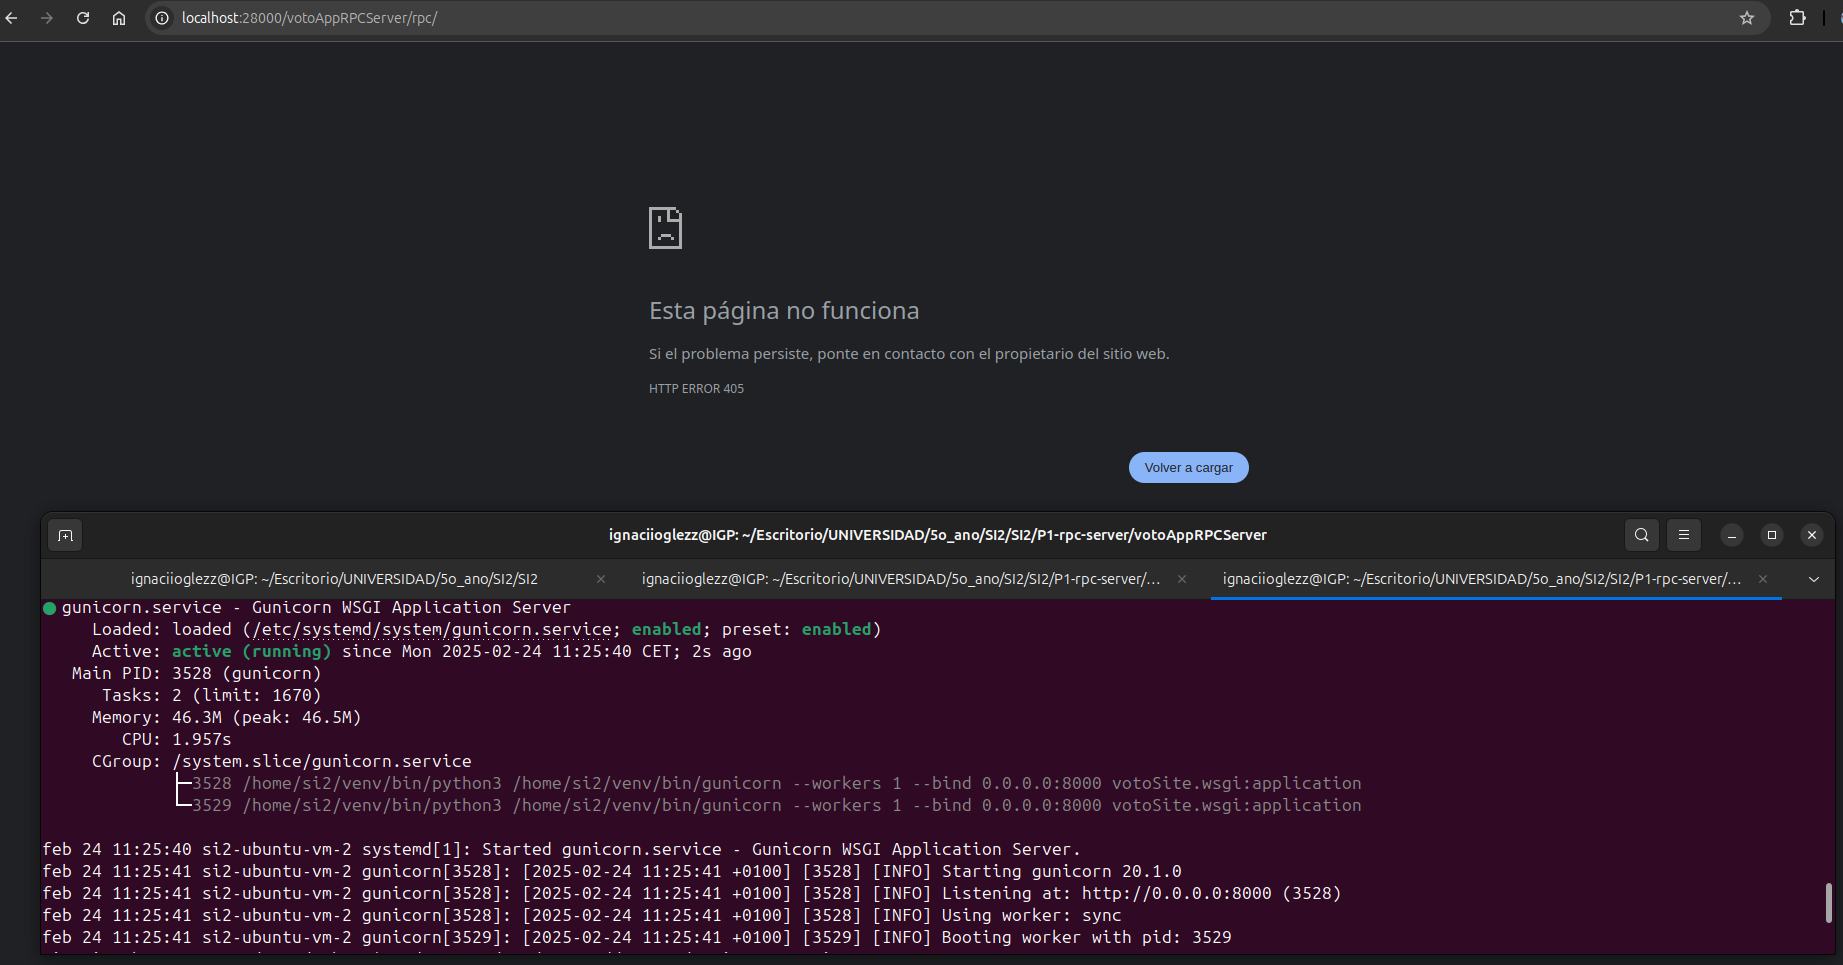 localhost:28000/votoAppRPCServer/rpc/
Esta página no funciona
Si el problema persiste, ponte en contacto con el propietario del sitio web.
HTTP ERROR 405
Volver a cargar
ignaciioglezz@IGP: ~/Escritorio/UNIVERSIDAD/5o_ano/SI2/SI2/P1-rpc-server/votoAppRPCServer
ignaciioglezz@IGP: ~/Escritorio/UNIVERSIDAD/5o_ano/SI2/SI2
ignaciioglezz@IGP: ~/Escritorio/UNIVERSIDAD/5o_ano/SI2/SI2/P1-rpc-server/...
ignaciioglezz@IGP: ~/Escritorio/UNIVERSIDAD/5o_ano/SI2/SI2/P1-rpc-server/...
gunicorn.service - Gunicorn WSGI Application Server
Loaded: loaded (/etc/systemd/system/gunicorn.service; enabled; preset: enabled)
Active: active (running) since Mon 2025-02-24 11:25:40 CET; 2s ago
Main PID: 3528 (gunicorn)
Tasks: 2 (limit: 1670)
Memory: 46.3M (peak: 46.5M)
CPU: 1.957s
CGroup: /system.slice/gunicorn.service
├─3528 /home/si2/venv/bin/python3 /home/si2/venv/bin/gunicorn --workers 1 --bind 0.0.0.0:8000 votoSite.wsgi:application
└─3529 /home/si2/venv/bin/python3 /home/si2/venv/bin/gunicorn --workers 1 --bind 0.0.0.0:8000 votoSite.wsgi:application
feb 24 11:25:40 si2-ubuntu-vm-2 systemd[1]: Started gunicorn.service - Gunicorn WSGI Application Server.
feb 24 11:25:41 si2-ubuntu-vm-2 gunicorn[3528]: [2025-02-24 11:25:41 +0100] [3528] [INFO] Starting gunicorn 20.1.0
feb 24 11:25:41 si2-ubuntu-vm-2 gunicorn[3528]: [2025-02-24 11:25:41 +0100] [3528] [INFO] Listening at: http://0.0.0.0:8000 (3528)
feb 24 11:25:41 si2-ubuntu-vm-2 gunicorn[3528]: [2025-02-24 11:25:41 +0100] [3528] [INFO] Using worker: sync
feb 24 11:25:41 si2-ubuntu-vm-2 gunicorn[3529]: [2025-02-24 11:25:41 +0100] [3529] [INFO] Booting worker with pid: 3529